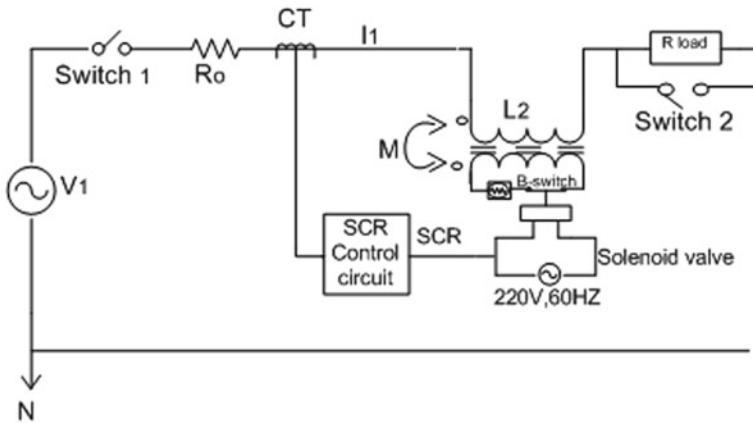 CT
I1
R load
Switch 1
Ro
L2
Switch 2
M
V1
B-switch
SCR
Control
circuit
SCR
Solenoid valve
220V,60HZ
N